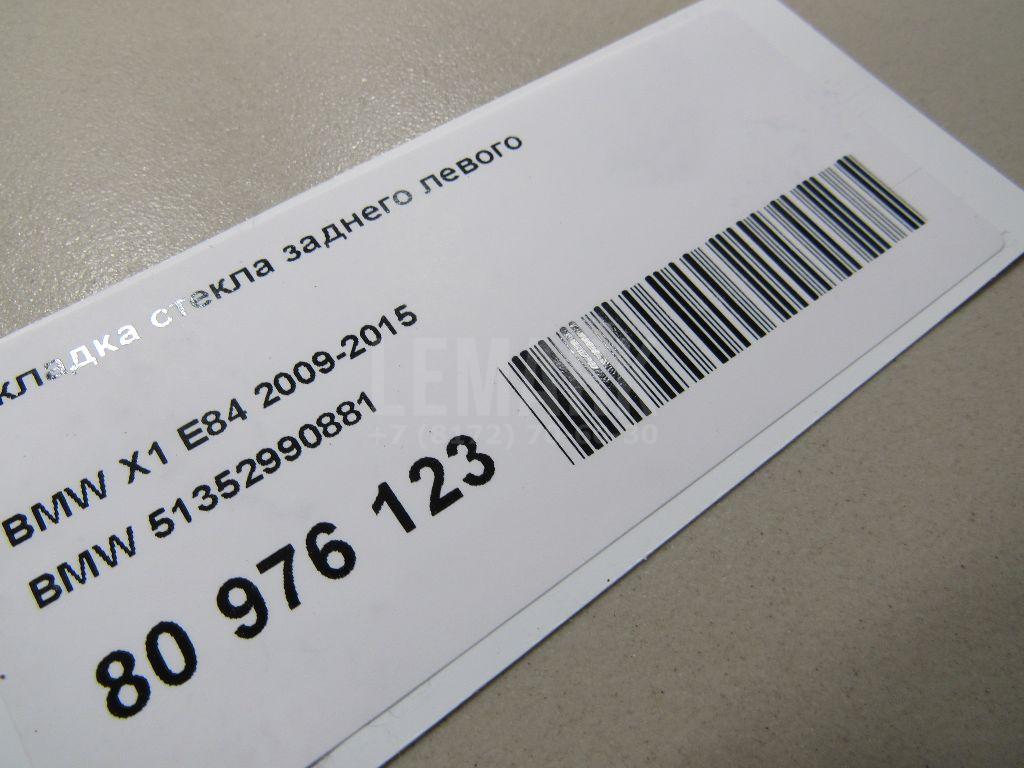 кладка стекла заднего левого
BMW X1 E84 2009-2015
BMW 51352990881
80 976 123